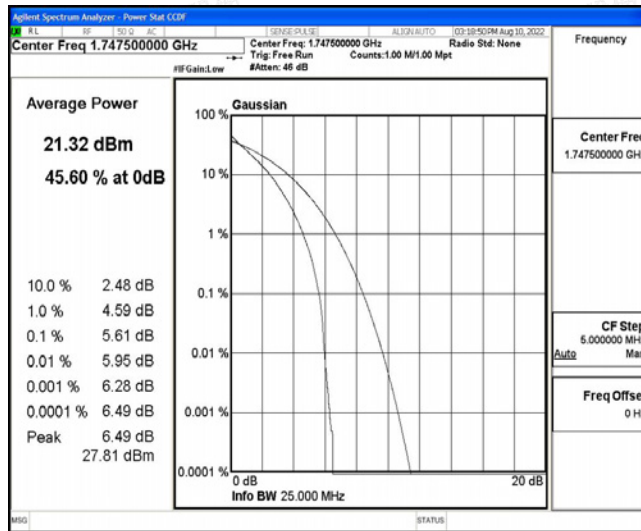 Agilent Spectrum Analyzer - Power Stat CCDF
RL RF 50 Ω AC SENSE:PULSE ALIGN AUTO 03:18:50 PM Aug 10, 2022
Center Freq 1.747500000 GHz
Center Freq: 1.747500000 GHz Radio Std: None
Trig: Free Run Counts:1.00 M/1.00 Mpt
#IFGain:Low #Atten: 46 dB
Frequency
Average Power
21.32 dBm
45.60 % at 0dB
10.0 % 2.48 dB
1.0 % 4.59 dB
0.1 % 5.61 dB
0.01 % 5.95 dB
0.001 % 6.28 dB
0.0001 % 6.49 dB
Peak 6.49 dB
27.81 dBm
Gaussian
100 %
10 %
1 %
0.1 %
0.01 %
0.001 %
0.0001 %
0 dB 20 dB
Info BW 25.000 MHz
Center Freq
1.747500000 GH
CF Step
5.000000 MH
Auto Ma
Freq Offse
0 H
MSG STATUS